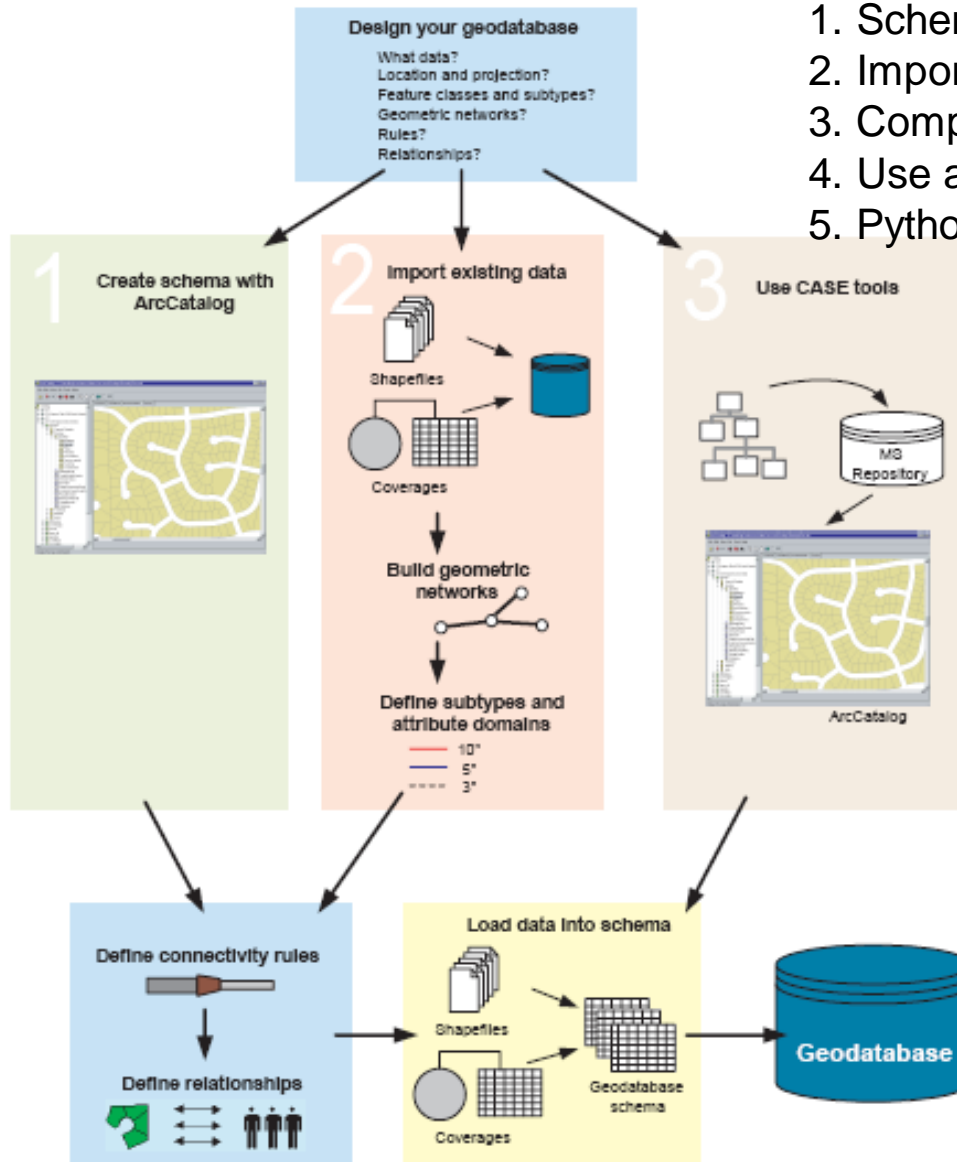 Design your geodatabase
What data?
Location and projection?
Feature classes and subtypes?
Geometric networks?
Rules?
Relationships?
1. Scher
2. Impor
3. Comp
4. Use a
5. Pytho
1
Create schema with
ArcCatalog
2
Import existing data
Shapefiles
Coverages
Build geometric
networks
Define subtypes and
attribute domains
10"
5"
3"
3
Use CASE tools
MS
Repository
ArcCatalog
Define connectivity rules
Define relationships
Load data into schema
Shapefiles
Coverages
Geodatabase
schema
Geodatabase